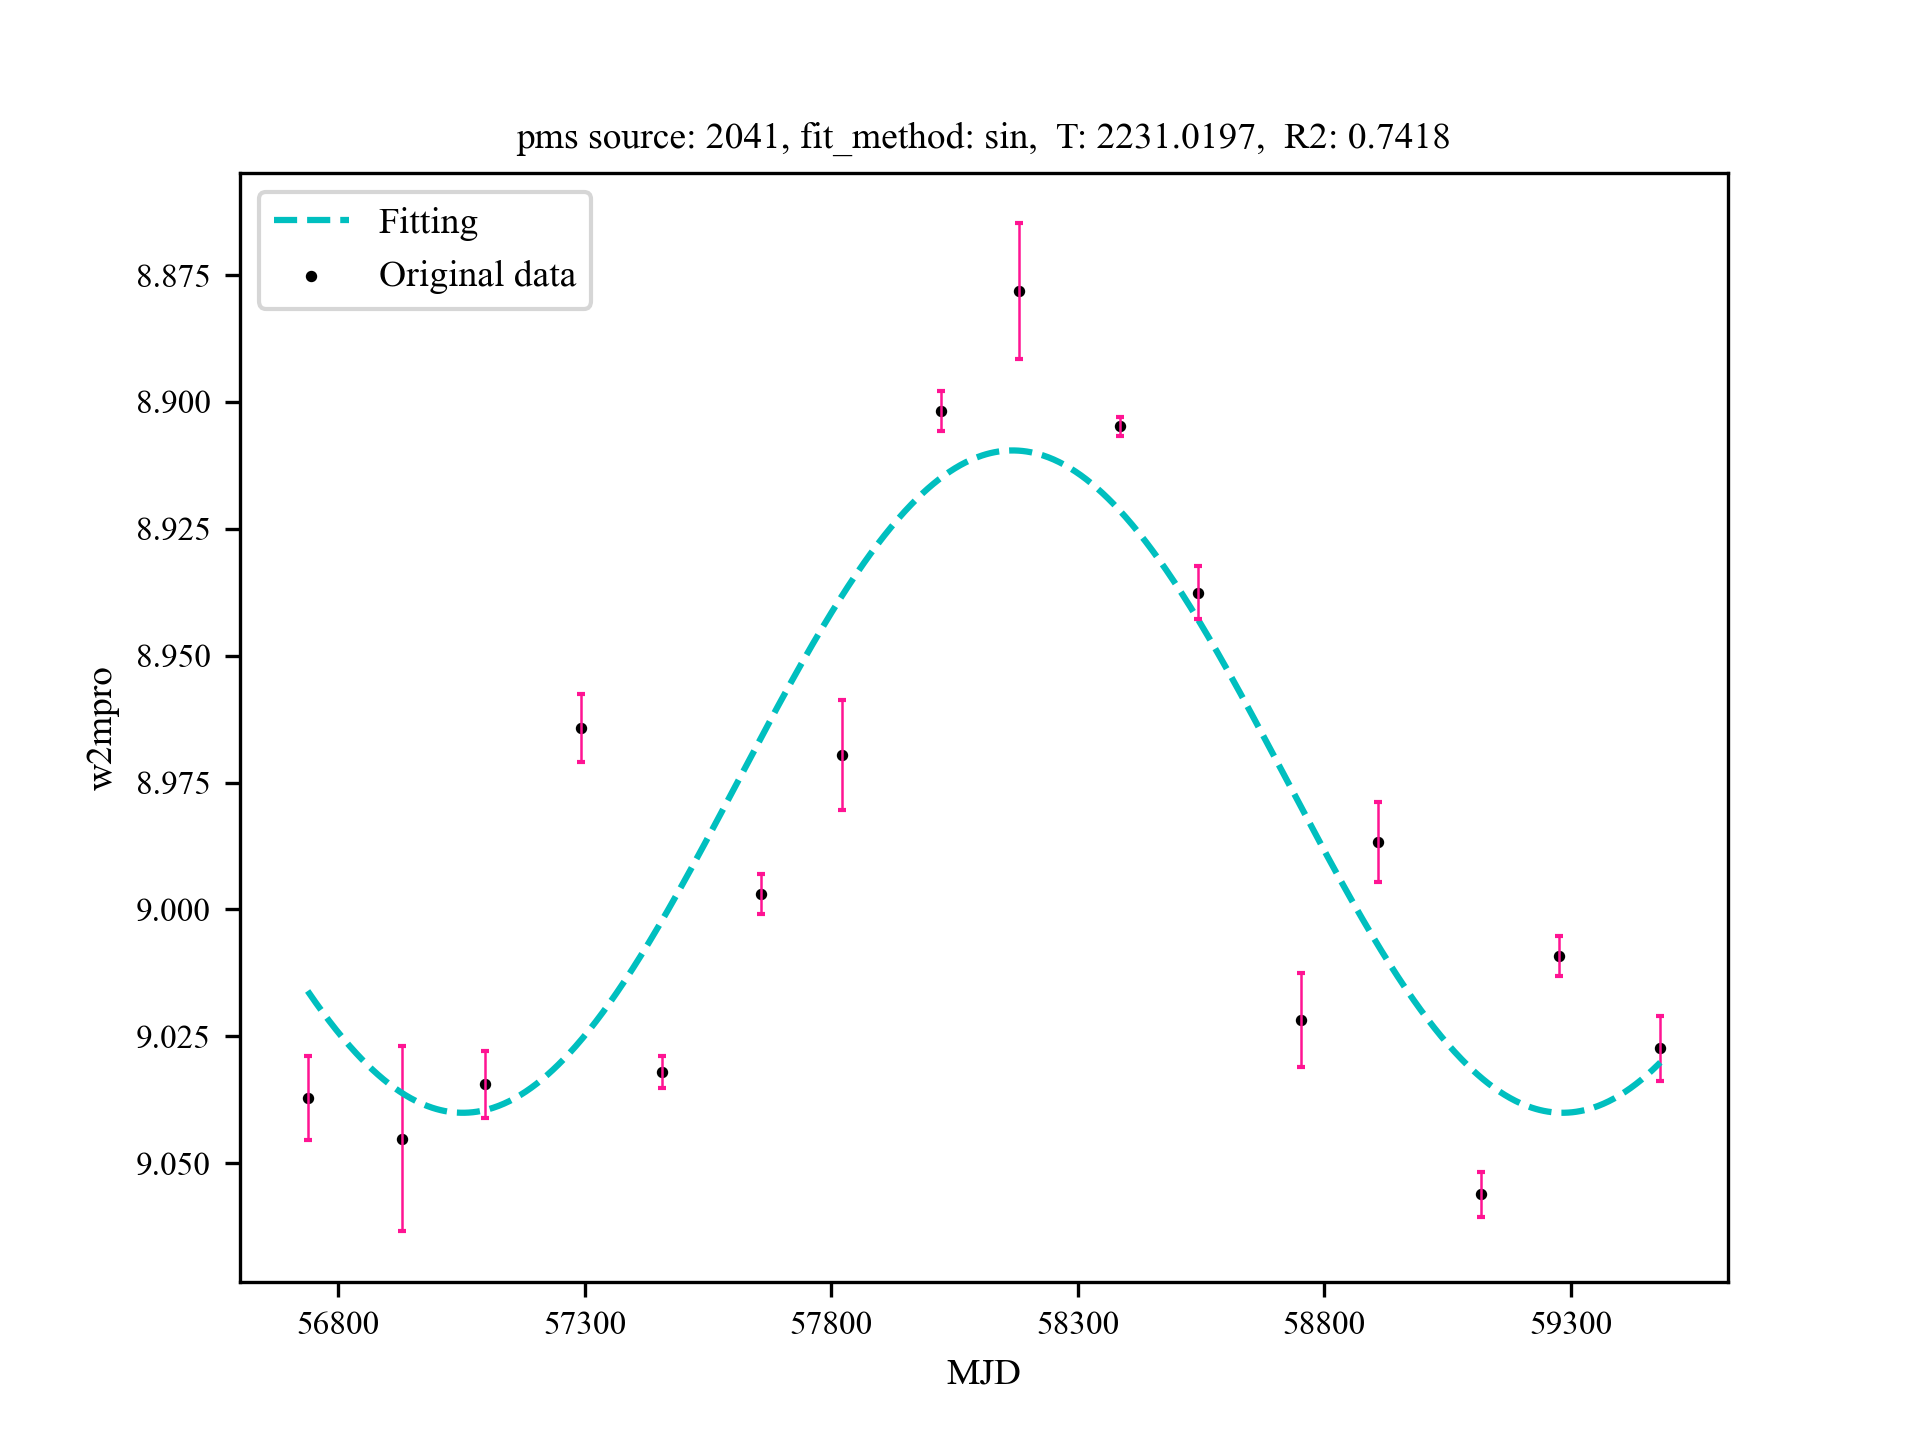 pms source: 2041, fit_method: sin,  T: 2231.0197,  R2: 0.7418
Fitting
Original data
8.875
8.900
8.925
8.950
8.975
9.000
9.025
9.050
w2mpro
56800 57300 57800 58300 58800 59300
MJD